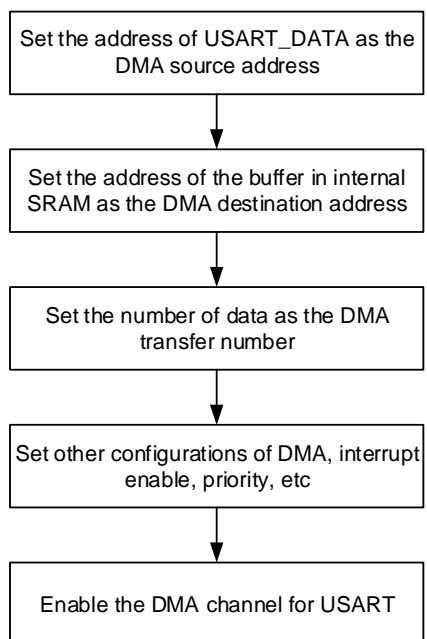 Set the address of USART_DATA as the
DMA source address
Set the address of the buffer in internal
SRAM as the DMA destination address
Set the number of data as the DMA
transfer number
Set other configurations of DMA, interrupt
enable, priority, etc
Enable the DMA channel for USART